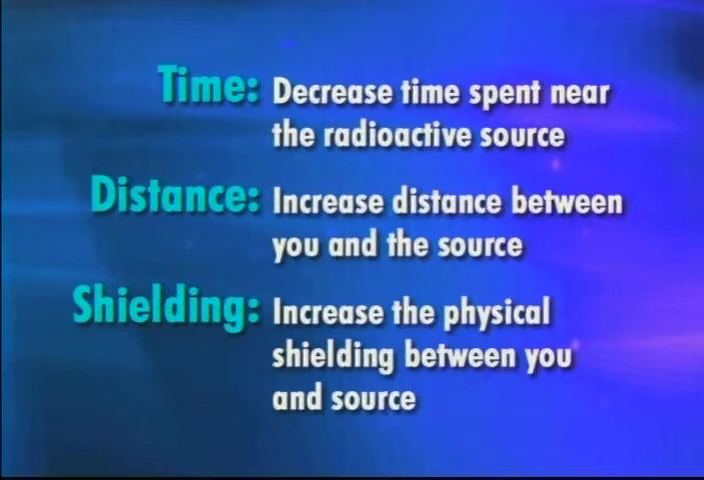 Time: Decrease time spent near
the radioactive source
Distance: Increase distance between
you and the source
Shielding: Increase the physical
shielding between you
and source